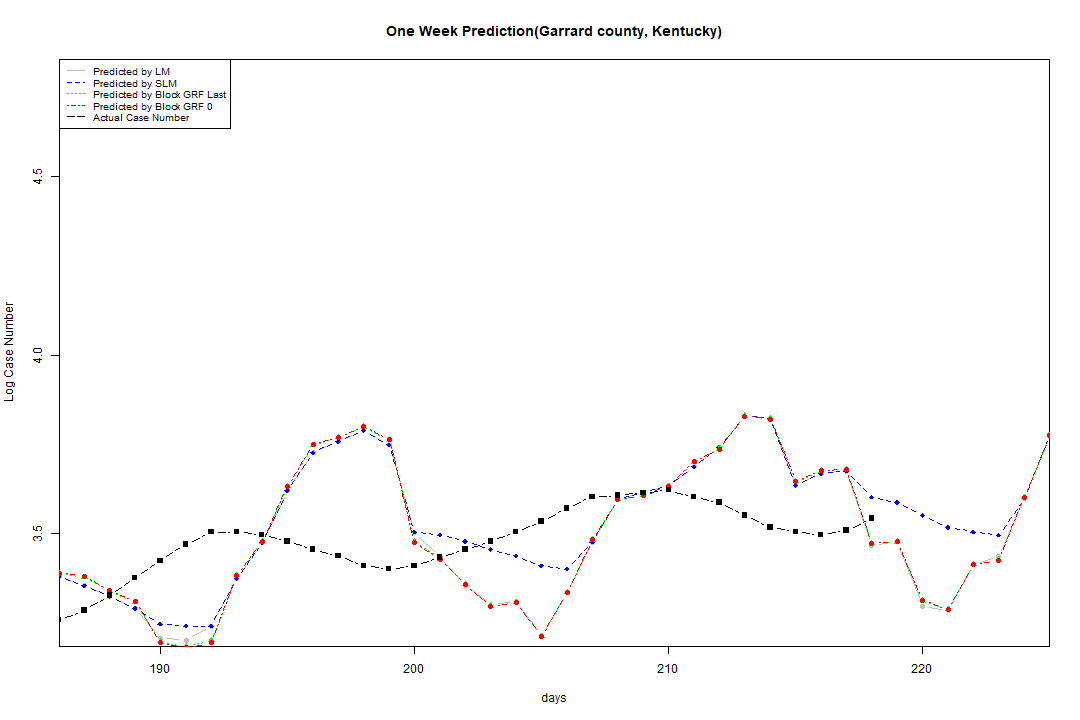 One Week Prediction(Garrard county, Kentucky)
Predicted by LM
Predicted by SLM
Predicted by Block GRF Last
Predicted by Block GRF 0
Actual Case Number
4.5
4.0
3.5
Log Case Number
190
200
210
220
days